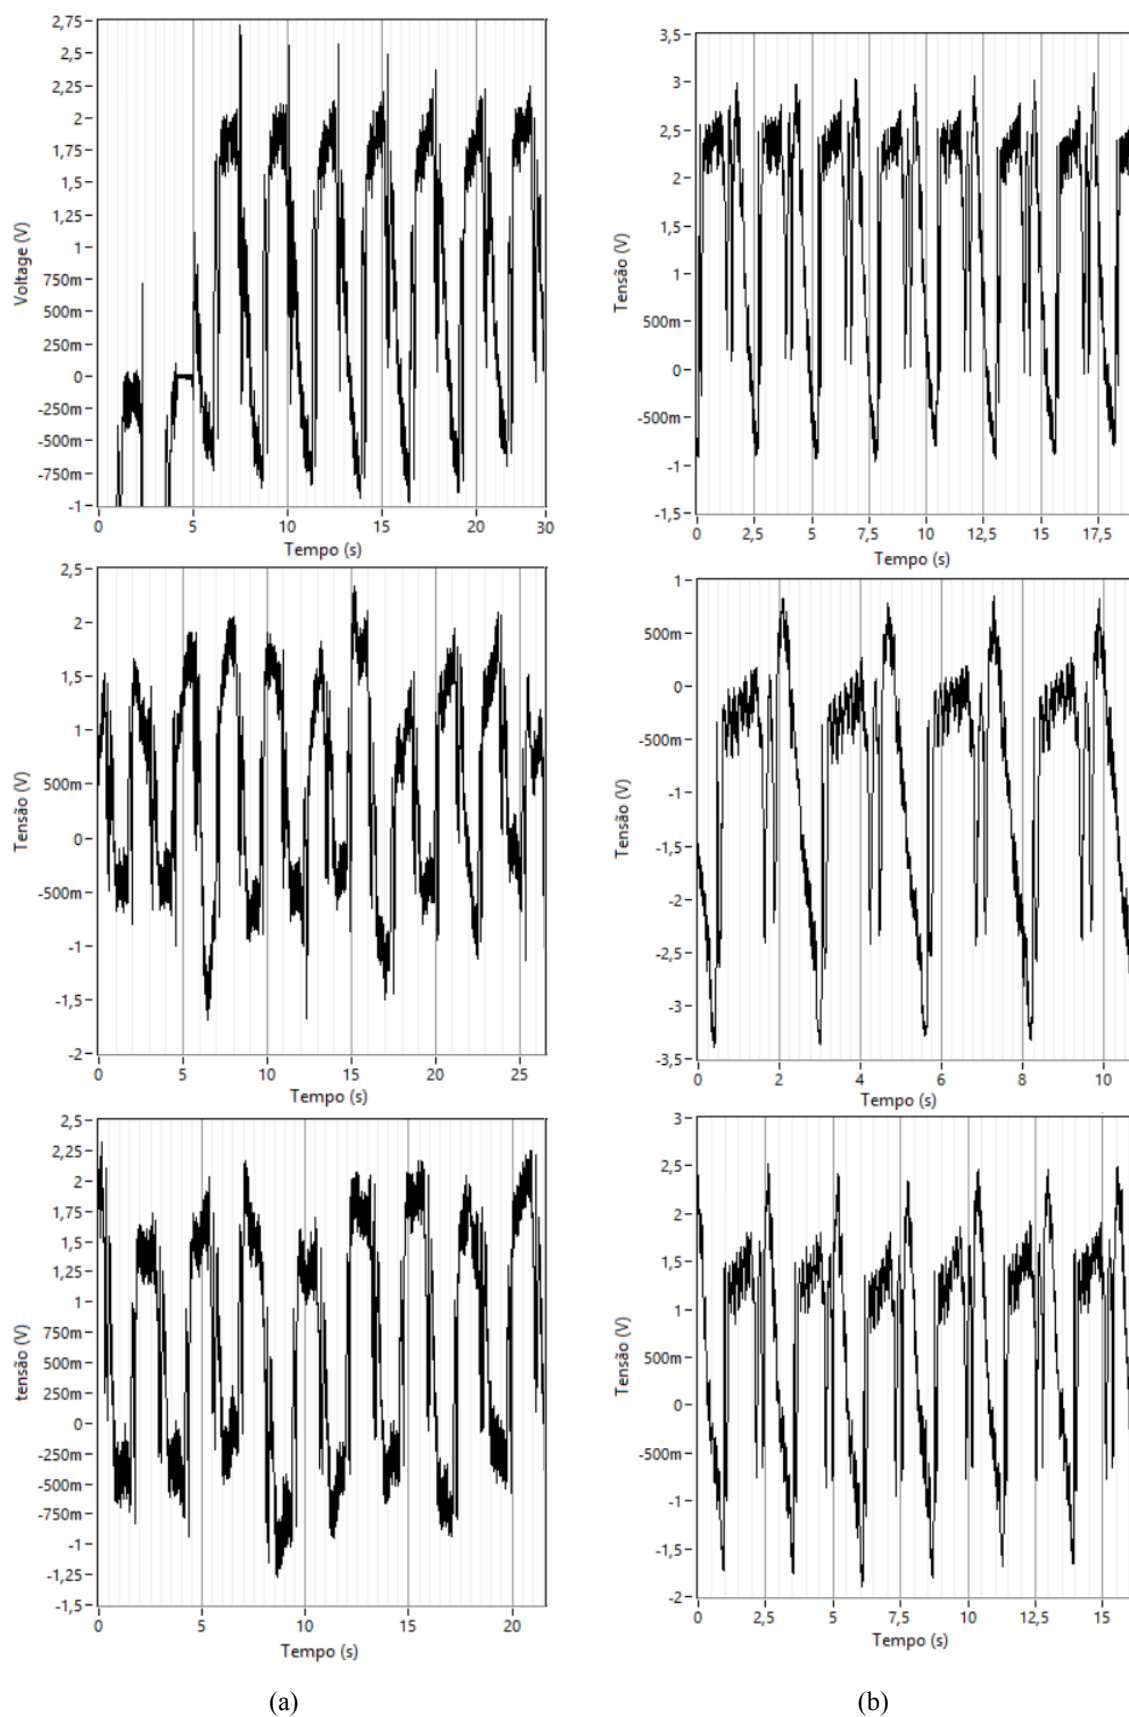 2,75
2,5
2,25
2
1,75
1,5
1,25
1
750m
500m
250m
0
-250m
-500m
-750m
-1
Voltage (V)
0 5 10 15 20 30
Tempo (s)
3,5
3
2,5
2
1,5
1
500m
0
-500m
-1
-1,5
Tensão (V)
0 2,5 5 7,5 10 12,5 15 17,5
Tempo (s)
2,5
2
1,5
1
500m
0
-500m
-1
-1,5
-2
Tensão (V)
0 5 10 15 20 25
Tempo (s)
1
500m
0
-500m
-1
-1,5
-2
-2,5
-3
-3,5
Tensão (V)
0 2 4 6 8 10
Tempo (s)
2,5
2,25
2
1,75
1,5
1,25
1
750m
500m
250m
0
-250m
-500m
-750m
-1
-1,25
-1,5
tensão (V)
0 5 10 15 20
Tempo (s)
3
2,5
2
1,5
1
500m
0
-500m
-1
-1,5
-2
Tensão (V)
0 2,5 5 7,5 10 12,5 15
Tempo (s)
(a) (b)